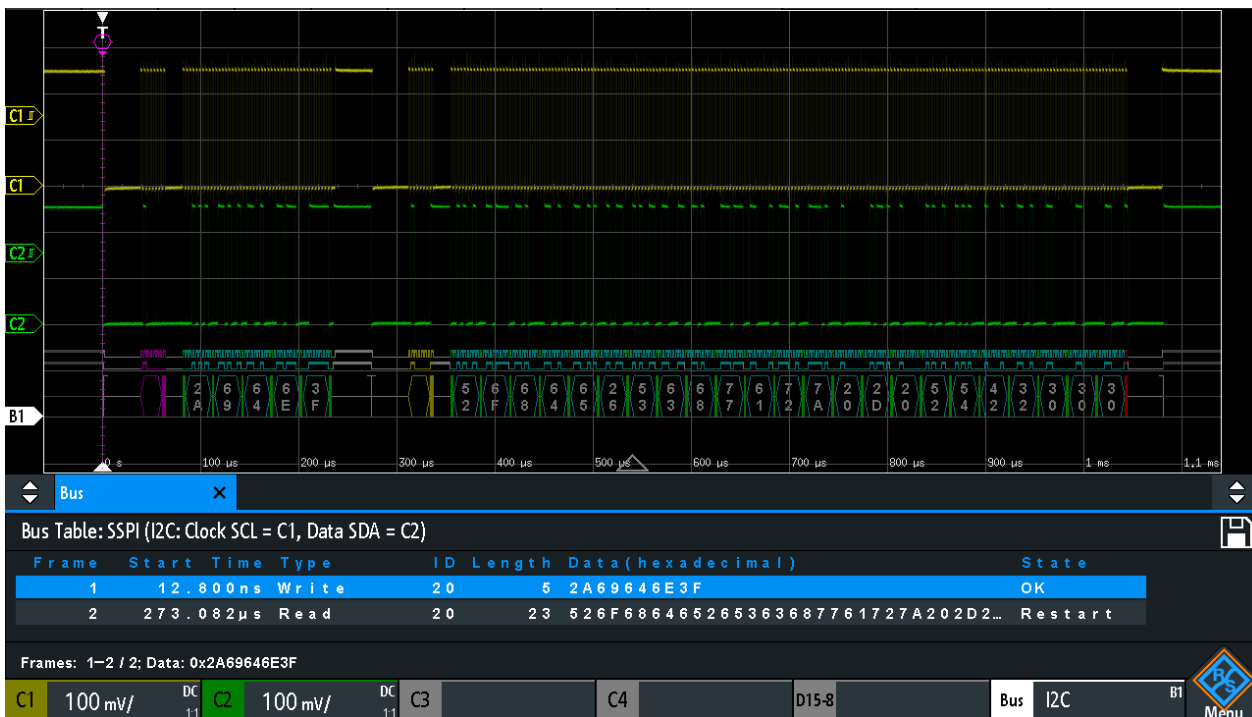 T
C1
C1
C2
C2
2 6 6 6 3 5 6 6 6 6 2 5 3 6 7 6 7 7 2 2 2 5 5 4 3 3 3 3
A 9 4 E F 2 F 8 4 5 6 3 3 8 7 1 2 A 0 D 0 2 4 2 2 0 0 0
B1
0 s 100 µs 200 µs 300 µs 400 µs 500 µs 600 µs 700 µs 800 µs 900 µs 1 ms 1,1 ms
Bus ×
Bus Table: SSPI (I2C: Clock SCL = C1, Data SDA = C2)
Frame Start Time Type ID Length Data(hexadecimal) State
1 12.800ns Write 20 5 2A69646E3F OK
2 273.082µs Read 20 23 526F68646526536368776172​7A202D2… Restart
Frames: 1–2 / 2; Data: 0x2A69646E3F
C1 100 mV/ DC 1:1 C2 100 mV/ DC 1:1 C3 C4 D15-8 Bus I2C B1 R&S Menu